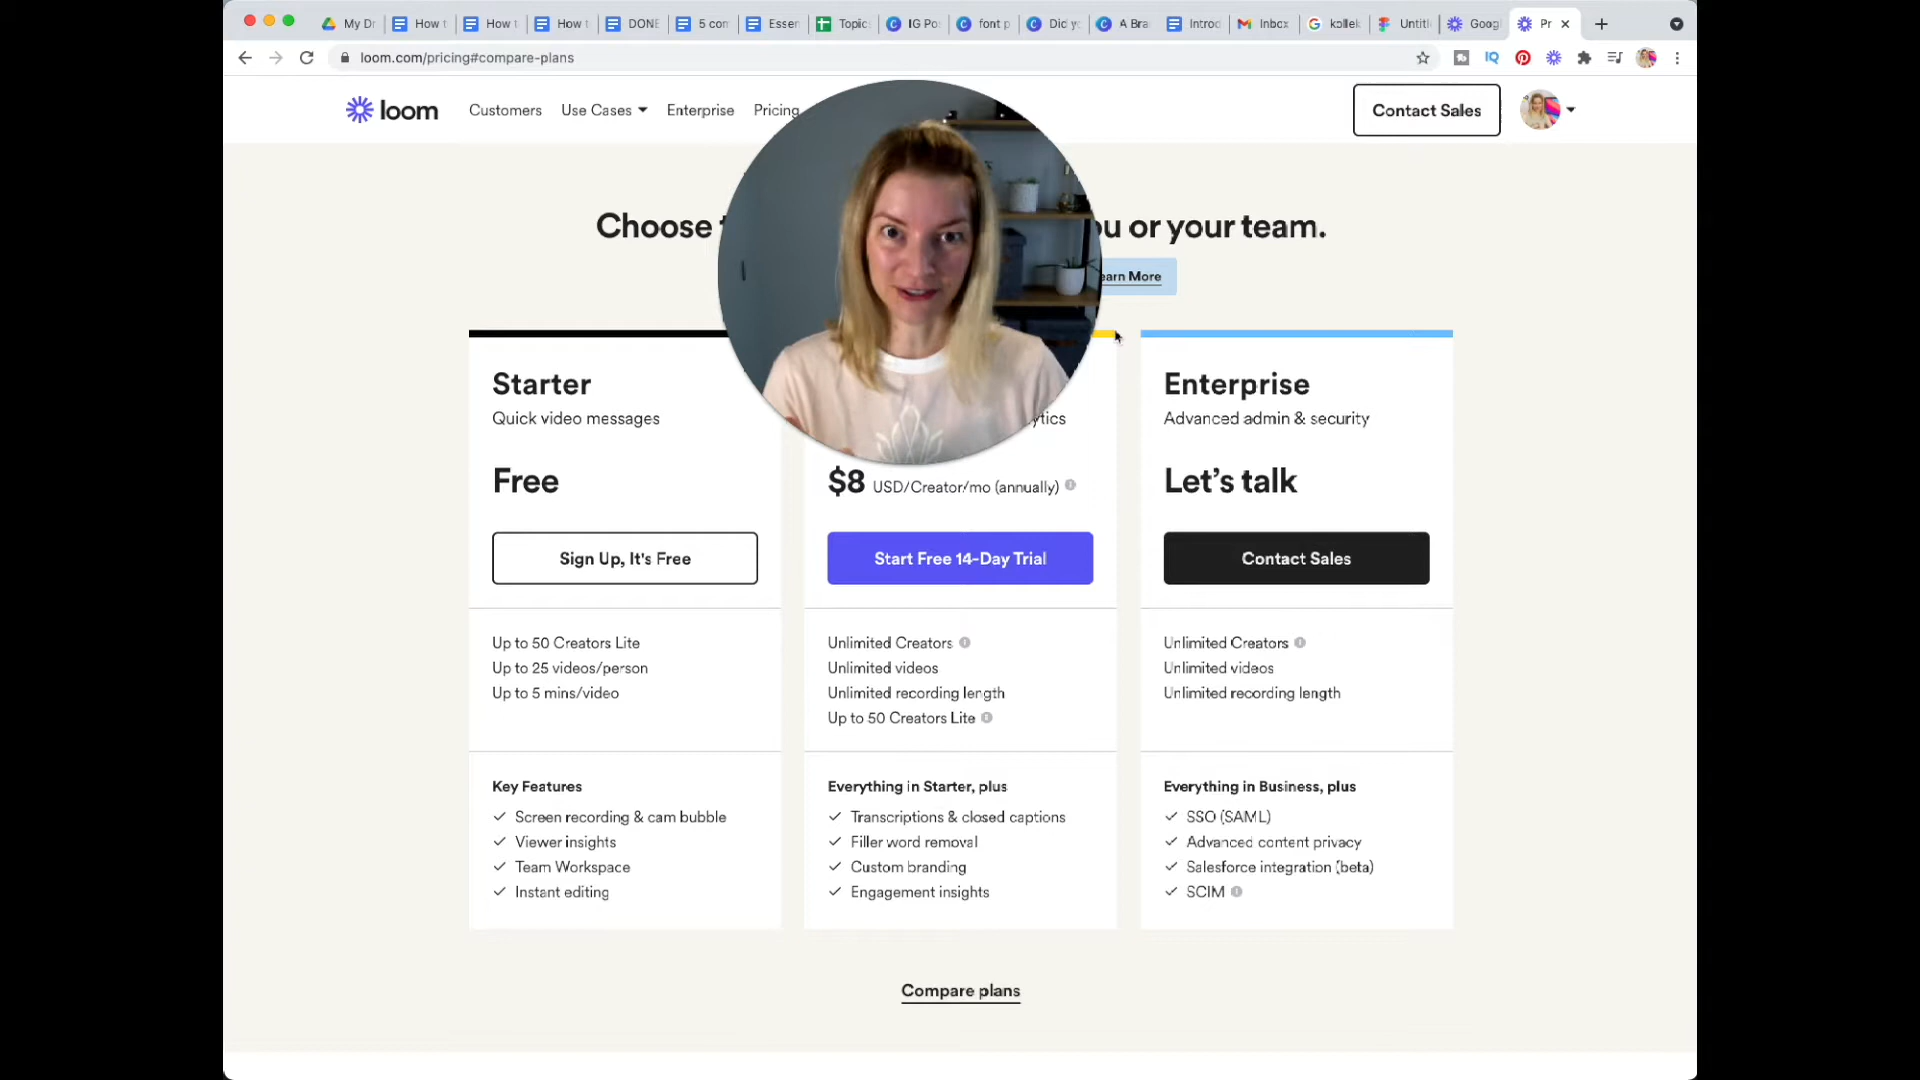 My Dr
How t
How t
How t
DONE
5 con
Essen
Topic
IG Po
font p
Did yo
A Bra
Introd
Inbox
kollek
Untitl
Googl
Pr
loom.com/pricing#compare-plans
IQ
loom
Customers
Use Cases
Enterprise
Pricing
Contact Sales
Choose
u or your team.
earn More
Starter
Quick video messages
Free
Sign Up, It's Free
Up to 50 Creators Lite
Up to 25 videos/person
Up to 5 mins/video
Key Features
Screen recording & cam bubble
Viewer insights
Team Workspace
Instant editing
ytics
$8 USD/Creator/mo (annually)
Start Free 14-Day Trial
Unlimited Creators
Unlimited videos
Unlimited recording length
Up to 50 Creators Lite
Everything in Starter, plus
Transcriptions & closed captions
Filler word removal
Custom branding
Engagement insights
Enterprise
Advanced admin & security
Let's talk
Contact Sales
Unlimited Creators
Unlimited videos
Unlimited recording length
Everything in Business, plus
SSO (SAML)
Advanced content privacy
Salesforce integration (beta)
SCIM
Compare plans